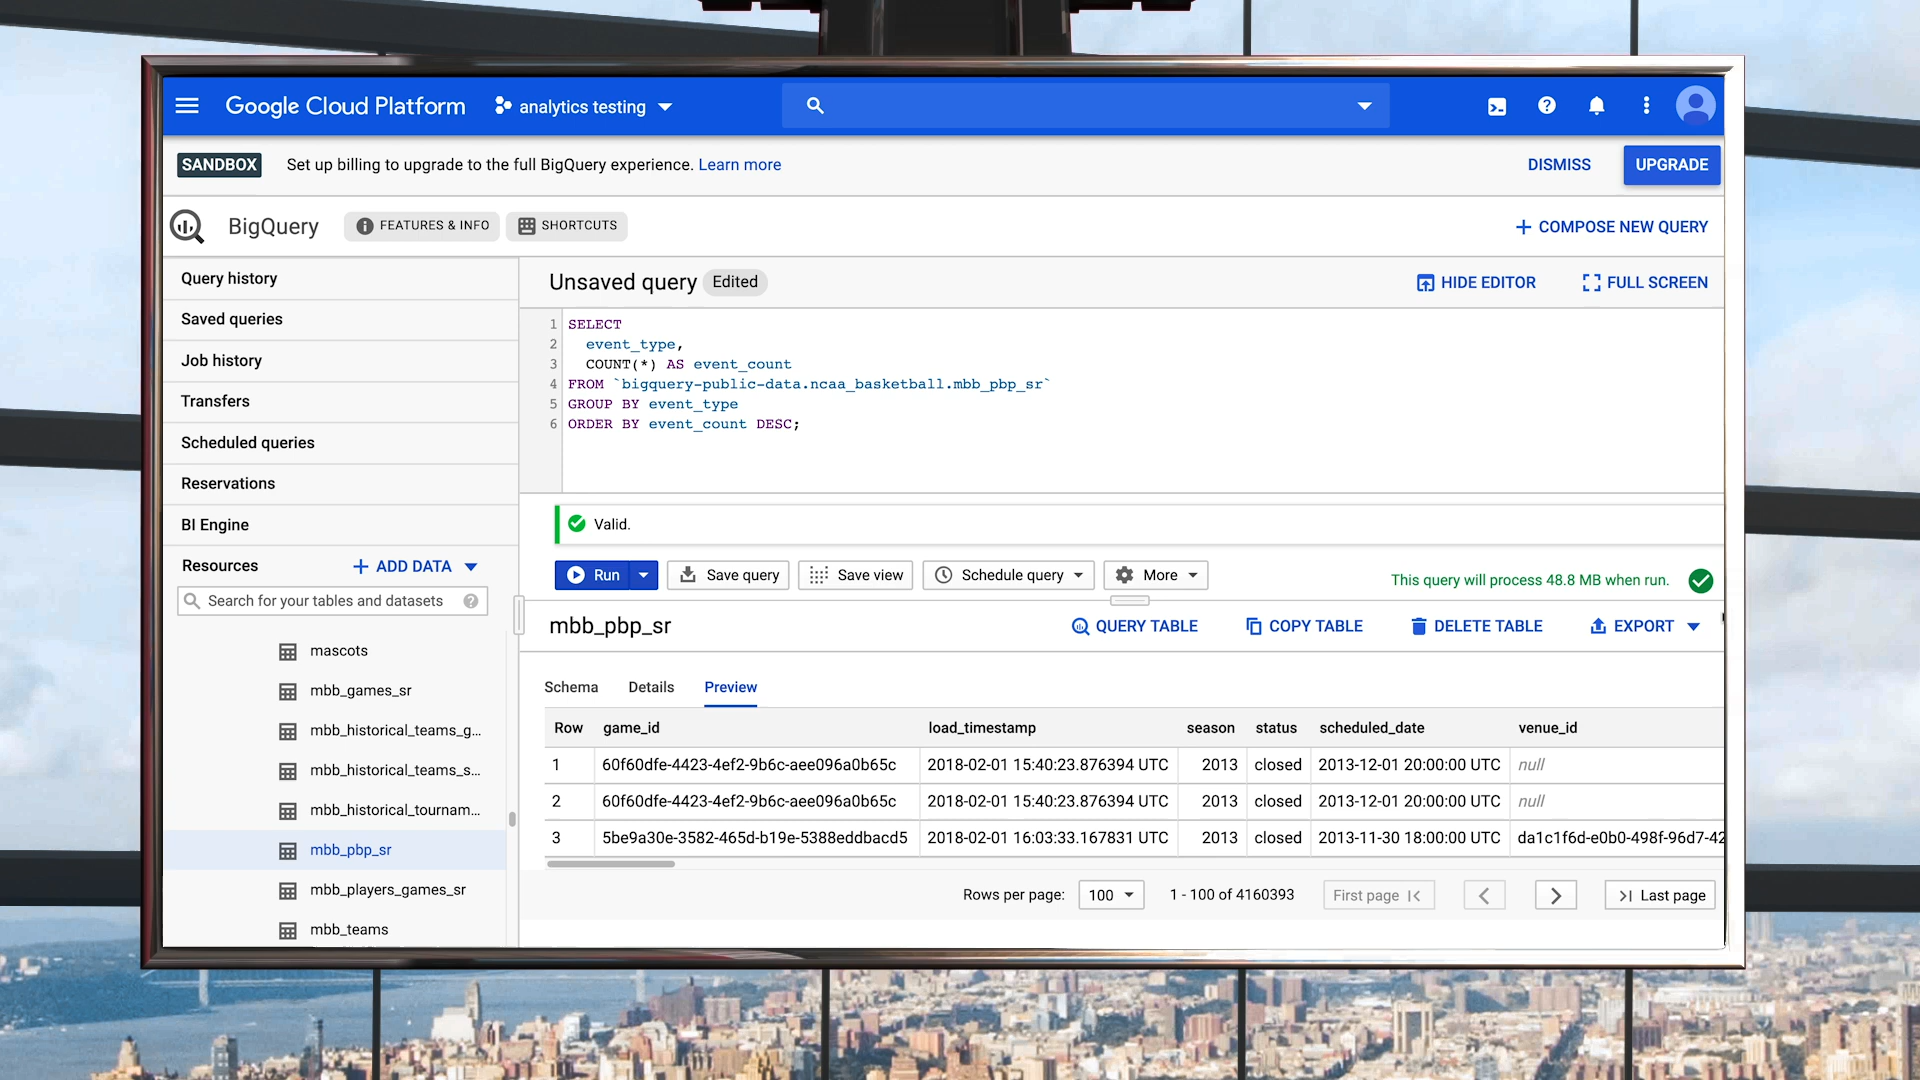 Google Cloud Platform analytics testing
SANDBOX Set up billing to upgrade to the full BigQuery experience. Learn more DISMISS UPGRADE
BigQuery FEATURES & INFO SHORTCUTS + COMPOSE NEW QUERY
Query history
Saved queries
Job history
Transfers
Scheduled queries
Reservations
BI Engine
Resources + ADD DATA
Search for your tables and datasets
mascots
mbb_games_sr
mbb_historical_teams_g...
mbb_historical_teams_s...
mbb_historical_tournam...
mbb_pbp_sr
mbb_players_games_sr
mbb_teams
Unsaved query Edited HIDE EDITOR FULL SCREEN
1 SELECT
2 event_type,
3 COUNT(*) AS event_count
4 FROM `bigquery-public-data.ncaa_basketball.mbb_pbp_sr`
5 GROUP BY event_type
6 ORDER BY event_count DESC;
Valid.
Run Save query Save view Schedule query More This query will process 48.8 MB when run.
mbb_pbp_sr QUERY TABLE COPY TABLE DELETE TABLE EXPORT
Schema Details Preview
Row game_id load_timestamp season status scheduled_date venue_id
1 60f60dfe-4423-4ef2-9b6c-aee096a0b65c 2018-02-01 15:40:23.876394 UTC 2013 closed 2013-12-01 20:00:00 UTC null
2 60f60dfe-4423-4ef2-9b6c-aee096a0b65c 2018-02-01 15:40:23.876394 UTC 2013 closed 2013-12-01 20:00:00 UTC null
3 5be9a30e-3582-465d-b19e-5388eddbacd5 2018-02-01 16:03:33.167831 UTC 2013 closed 2013-11-30 18:00:00 UTC da1c1f6d-e0b0-498f-96d7-42
Rows per page: 100 1 - 100 of 4160393 First page Last page